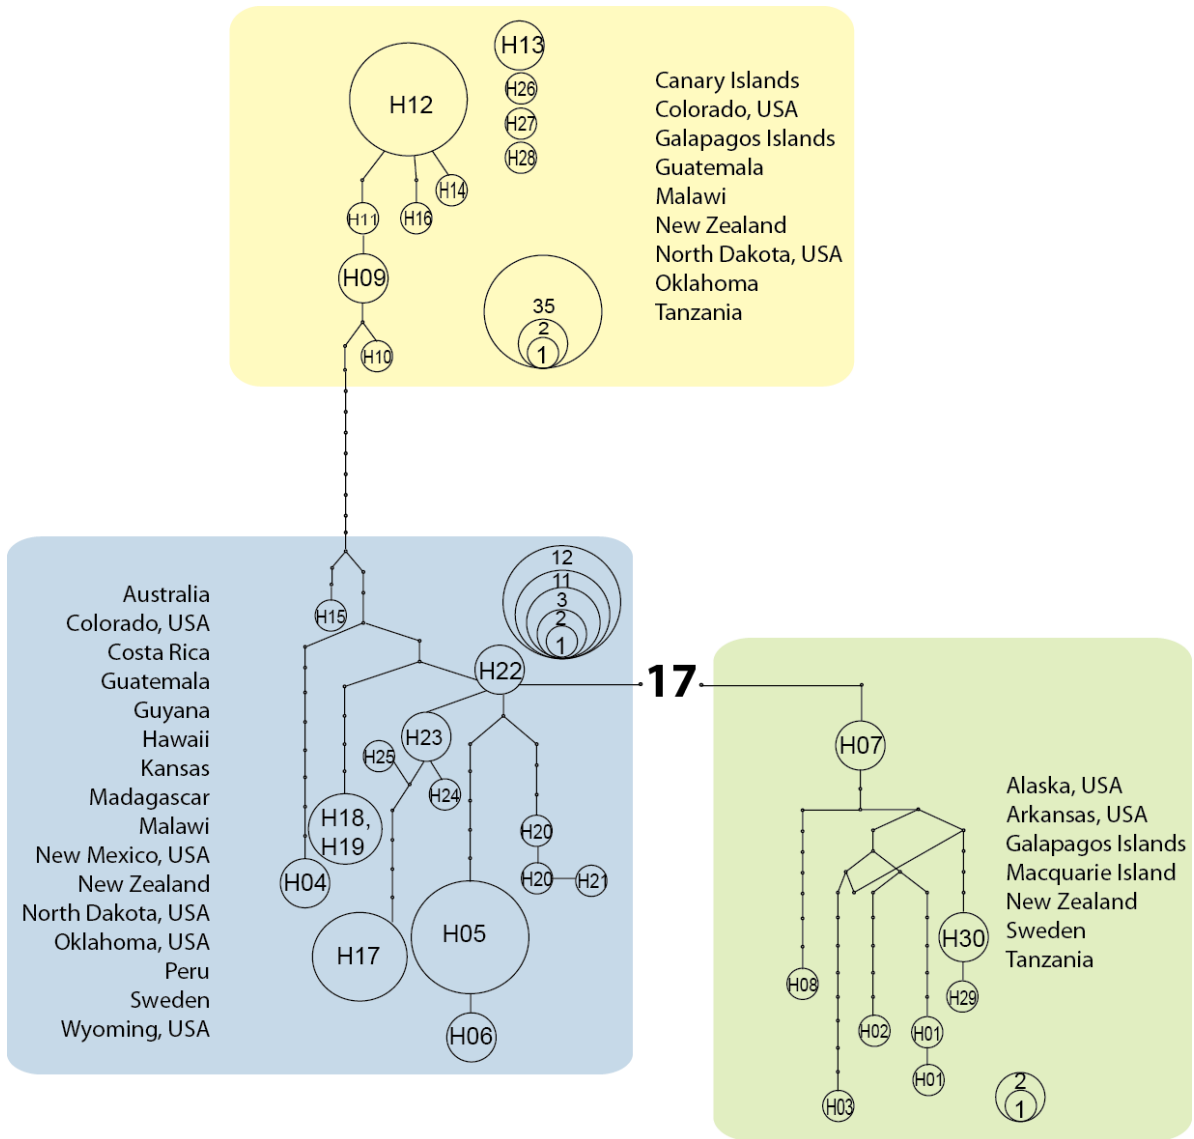 H13
H12
H26
H27
H28
H14
H11
H16
H09
H10
35
2
1
Canary Islands
Colorado, USA
Galapagos Islands
Guatemala
Malawi
New Zealand
North Dakota, USA
Oklahoma
Tanzania
Australia
Colorado, USA
Costa Rica
Guatemala
Guyana
Hawaii
Kansas
Madagascar
Malawi
New Mexico, USA
New Zealand
North Dakota, USA
Oklahoma, USA
Peru
Sweden
Wyoming, USA
12
11
3
2
1
H15
H22
H23
H25
H24
H18,
H19
H04
H20
H20
H21
H05
H17
H06
17
H07
H30
H08
H29
H02
H01
H01
H03
Alaska, USA
Arkansas, USA
Galapagos Islands
Macquarie Island
New Zealand
Sweden
Tanzania
2
1